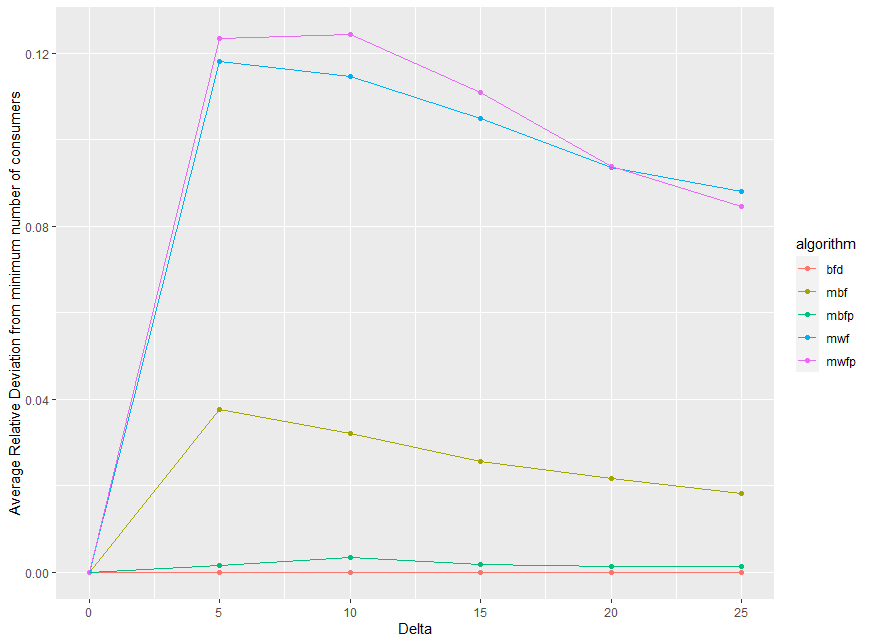 Average Relative Deviation from minimum number of consumers
0.12
0.08
0.04
0.00
0 5 10 15 20 25
Delta
algorithm
bfd
mbf
mbfp
mwf
mwfp